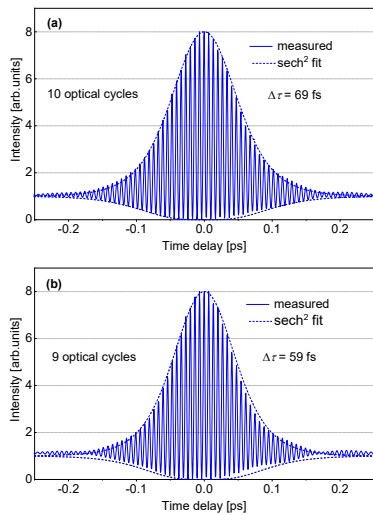 (a)
measured
sech² fit
10 optical cycles
Δτ = 69 fs
Intensity [arb.units]
8
6
4
2
0
-0.2 -0.1 0.0 0.1 0.2
Time delay [ps]
(b)
measured
sech² fit
9 optical cycles
Δτ = 59 fs
Intensity [arb.units]
8
6
4
2
0
-0.2 -0.1 0.0 0.1 0.2
Time delay [ps]